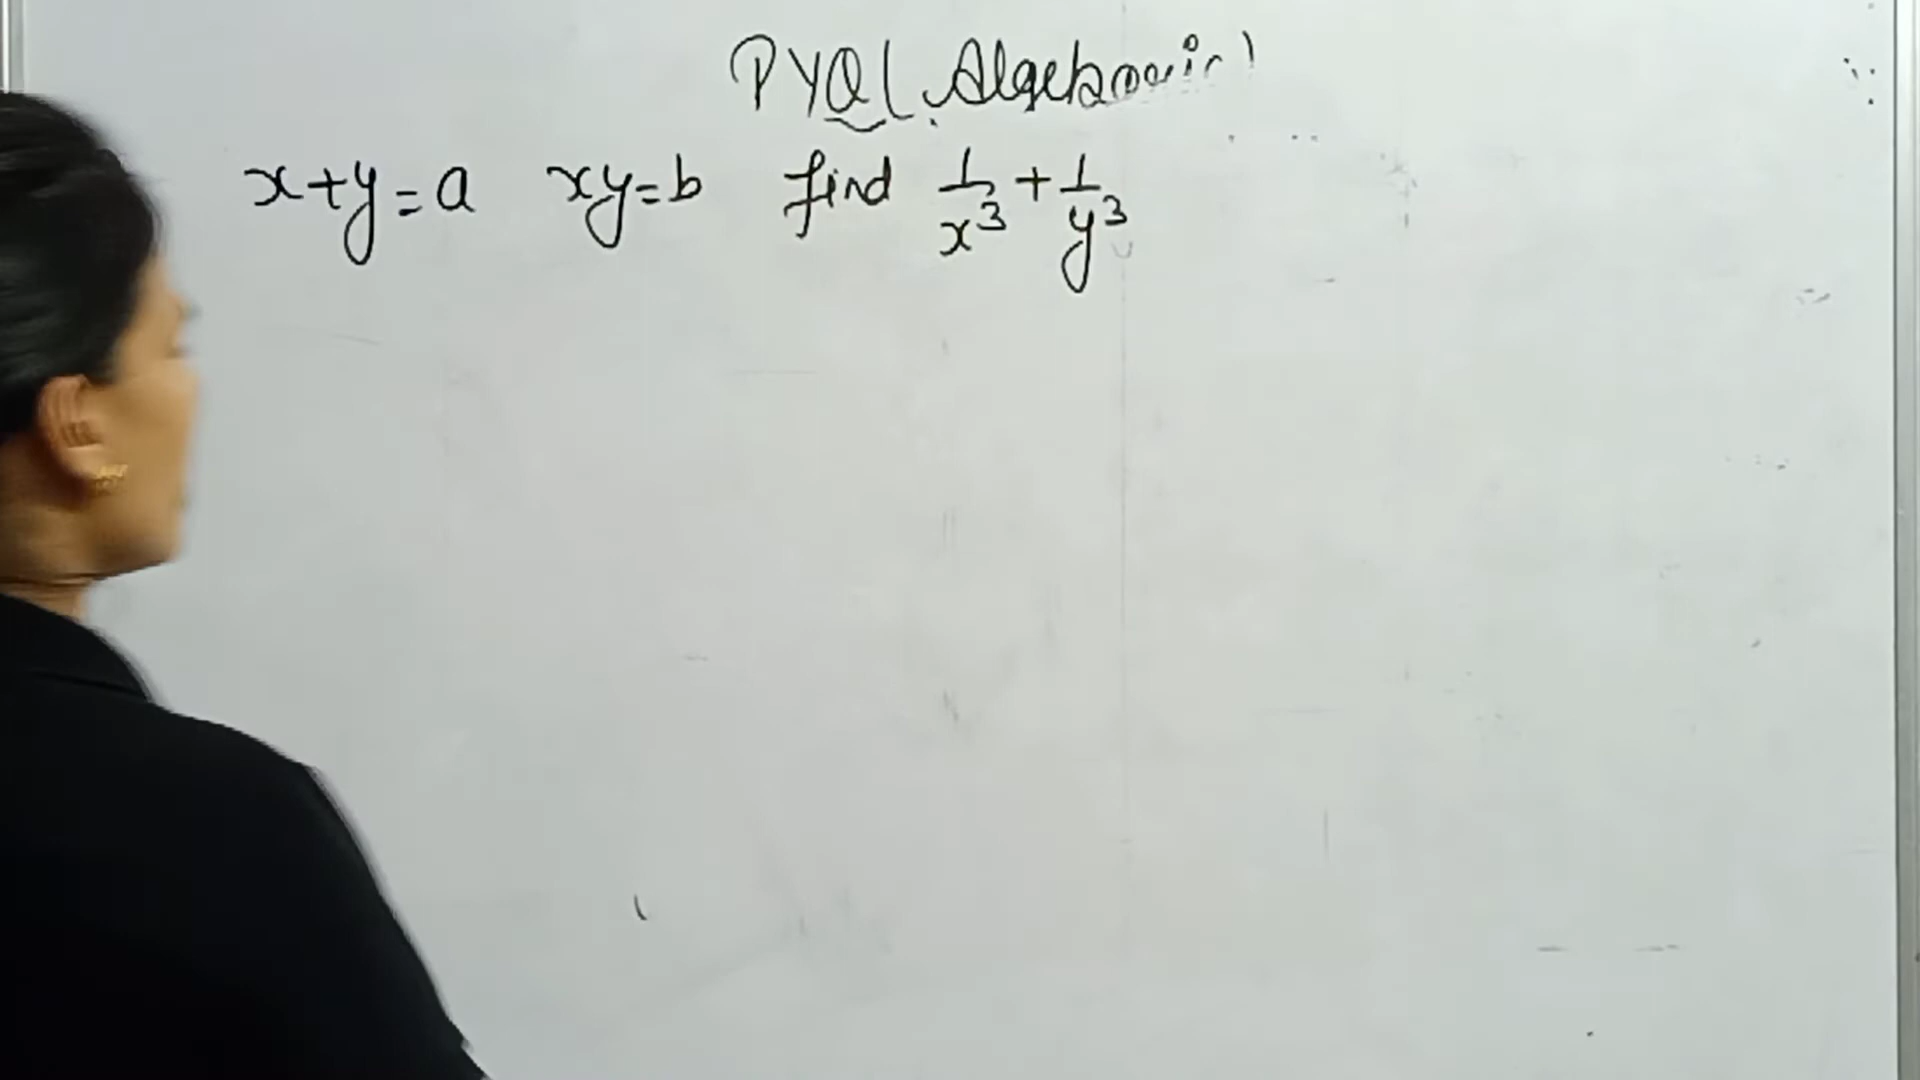 PYQ( Algebraic)
x+y=a xy=b find 1/x³ + 1/y³